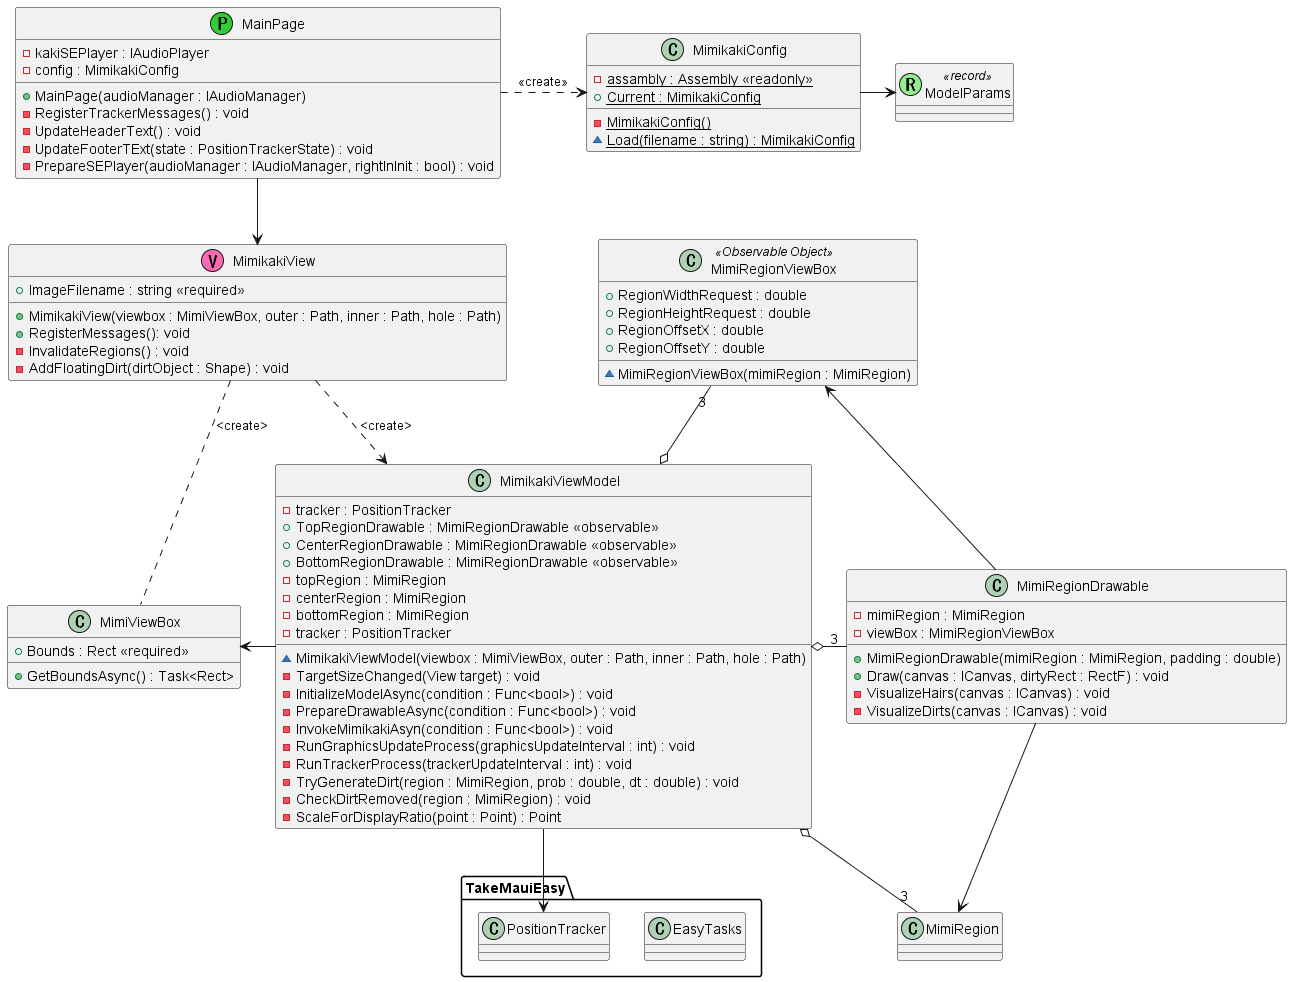 P MainPage
kakiSEPlayer : IAudioPlayer
config : MimikakiConfig
MainPage(audioManager : IAudioManager)
RegisterTrackerMessages() : void
UpdateHeaderText() : void
UpdateFooterTExt(state : PositionTrackerState) : void
PrepareSEPlayer(audioManager : IAudioManager, rightInInit : bool) : void
«create»
C MimikakiConfig
assambly : Assembly «readonly»
Current : MimikakiConfig
MimikakiConfig()
Load(filename : string) : MimikakiConfig
R «record»
ModelParams
V MimikakiView
ImageFilename : string «required»
MimikakiView(viewbox : MimiViewBox, outer : Path, inner : Path, hole : Path)
RegisterMessages(): void
InvalidateRegions() : void
AddFloatingDirt(dirtObject : Shape) : void
C «Observable Object»
MimiRegionViewBox
RegionWidthRequest : double
RegionHeightRequest : double
RegionOffsetX : double
RegionOffsetY : double
MimiRegionViewBox(mimiRegion : MimiRegion)
3
<create>
<create>
C MimikakiViewModel
tracker : PositionTracker
TopRegionDrawable : MimiRegionDrawable «observable»
CenterRegionDrawable : MimiRegionDrawable «observable»
BottomRegionDrawable : MimiRegionDrawable «observable»
topRegion : MimiRegion
centerRegion : MimiRegion
bottomRegion : MimiRegion
tracker : PositionTracker
MimikakiViewModel(viewbox : MimiViewBox, outer : Path, inner : Path, hole : Path)
TargetSizeChanged(View target) : void
InitializeModelAsync(condition : Func<bool>) : void
PrepareDrawableAsync(condition : Func<bool>) : void
InvokeMimikakiAsyn(condition : Func<bool>) : void
RunGraphicsUpdateProcess(graphicsUpdateInterval : int) : void
RunTrackerProcess(trackerUpdateInterval : int) : void
TryGenerateDirt(region : MimiRegion, prob : double, dt : double) : void
CheckDirtRemoved(region : MimiRegion) : void
ScaleForDisplayRatio(point : Point) : Point
C MimiViewBox
Bounds : Rect «required»
GetBoundsAsync() : Task<Rect>
3
C MimiRegionDrawable
mimiRegion : MimiRegion
viewBox : MimiRegionViewBox
MimiRegionDrawable(mimiRegion : MimiRegion, padding : double)
Draw(canvas : ICanvas, dirtyRect : RectF) : void
VisualizeHairs(canvas : ICanvas) : void
VisualizeDirts(canvas : ICanvas) : void
TakeMauiEasy
C PositionTracker
C EasyTasks
3
C MimiRegion